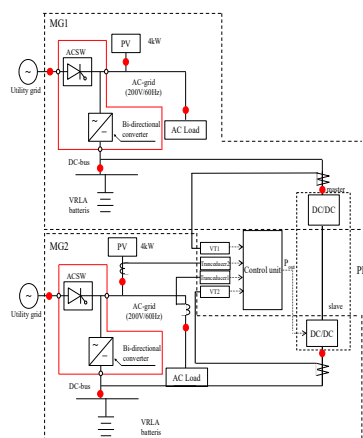 MG1
ACSW
PV
4kW
~
Utility grid
AC-grid
(200V/60Hz)
~
−
Bi-directional
converter
AC Load
DC-bus
VRLA
batteris
master
DC/DC
MG2
PV
4kW
ACSW
~
Utility grid
AC-grid
(200V/60Hz)
~
−
Bi-directional
converter
AC Load
DC-bus
VRLA
batteris
VT1
Tranceducer2
Tranceducer1
VT2
Control unit
slave
DC/DC